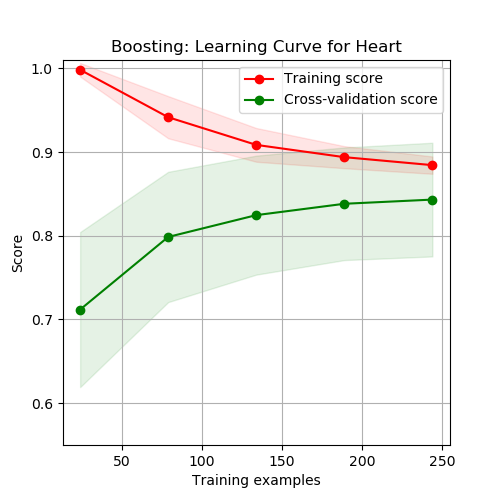 Boosting: Learning Curve for Heart
Training score
Cross-validation score
1.0
0.9
0.8
0.7
0.6
Score
50 100 150 200 250
Training examples